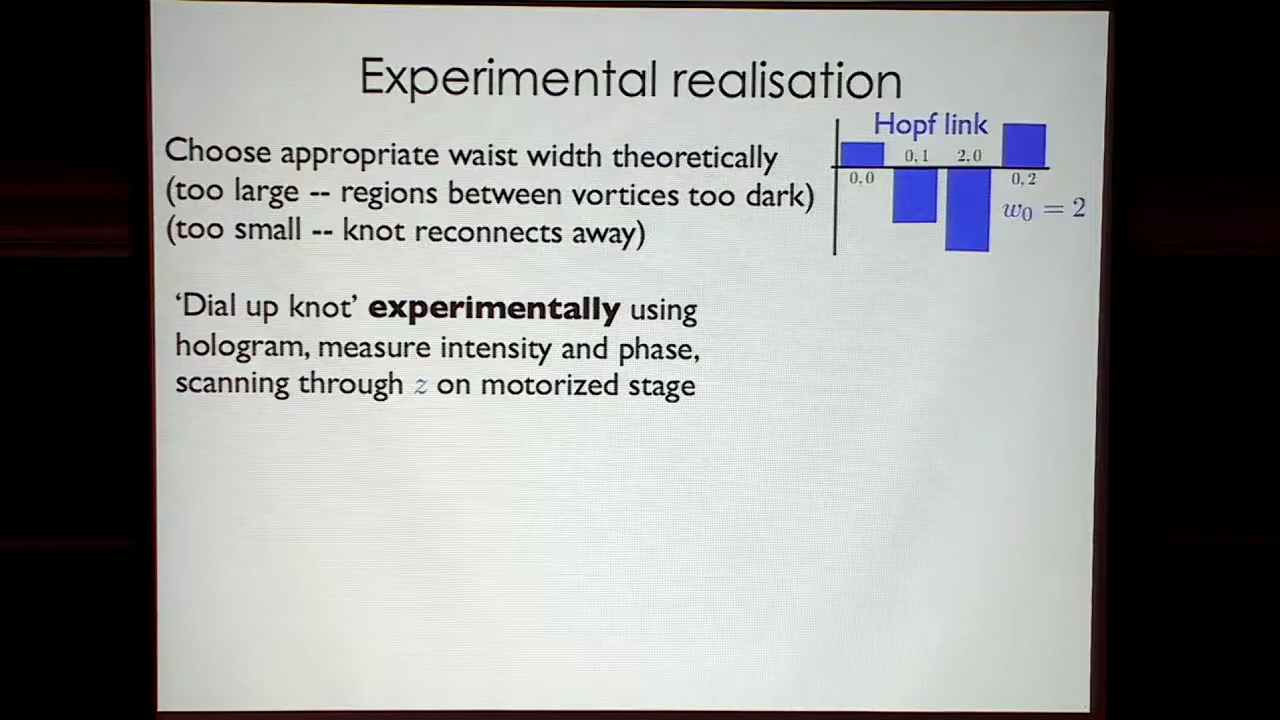 Experimental realisation
Choose appropriate waist width theoretically
(too large -- regions between vortices too dark)
(too small -- knot reconnects away)
Hopf link
0,1 2,0
0,0 0,2
w₀ = 2
‘Dial up knot’ experimentally using
hologram, measure intensity and phase,
scanning through z on motorized stage